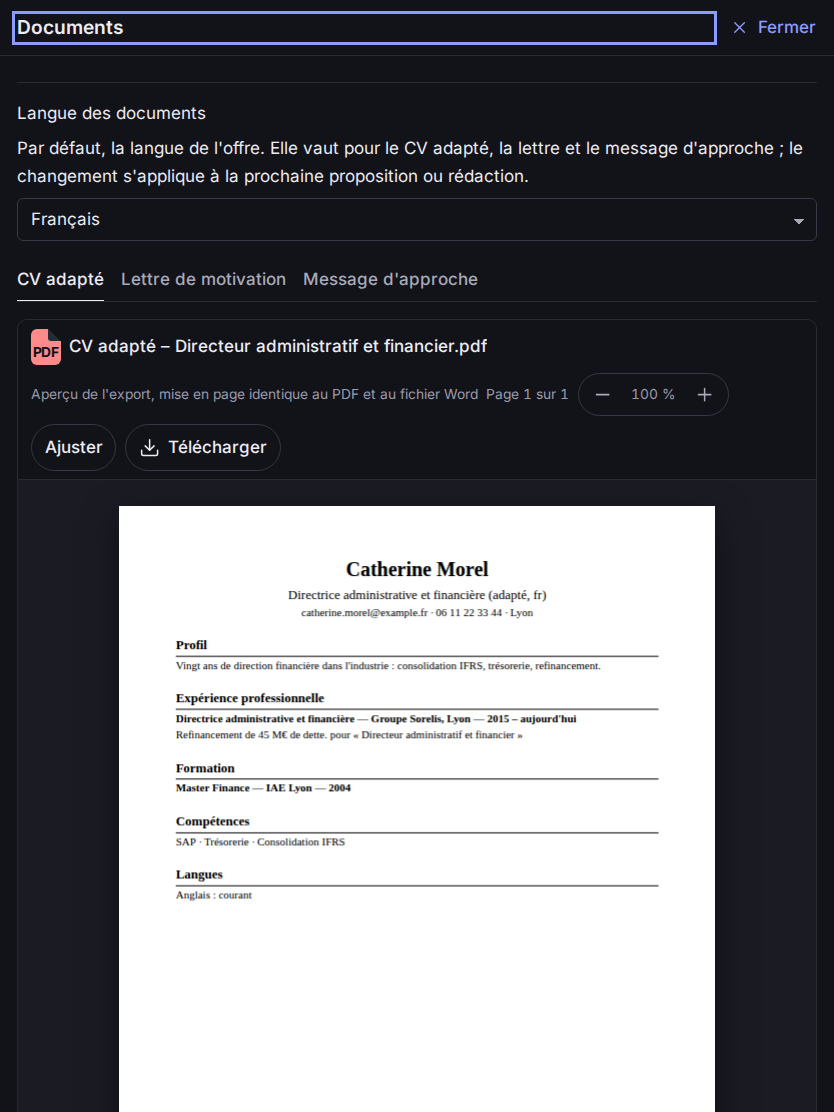 Documents
Fermer
Langue des documents
Par défaut, la langue de l'offre. Elle vaut pour le CV adapté, la lettre et le message d'approche ; le
changement s'applique à la prochaine proposition ou rédaction.
Français
CV adapté Lettre de motivation Message d'approche
PDF CV adapté – Directeur administratif et financier.pdf
Aperçu de l'export, mise en page identique au PDF et au fichier Word Page 1 sur 1 − 100 % +
Ajuster Télécharger
Catherine Morel
Directrice administrative et financière (adapté, fr)
catherine.morel@example.fr · 06 11 22 33 44 · Lyon
Profil
Vingt ans de direction financière dans l'industrie : consolidation IFRS, trésorerie, refinancement.
Expérience professionnelle
Directrice administrative et financière — Groupe Sorelis, Lyon — 2015 – aujourd'hui
Refinancement de 45 M€ de dette. pour « Directeur administratif et financier »
Formation
Master Finance — IAE Lyon — 2004
Compétences
SAP · Trésorerie · Consolidation IFRS
Langues
Anglais : courant